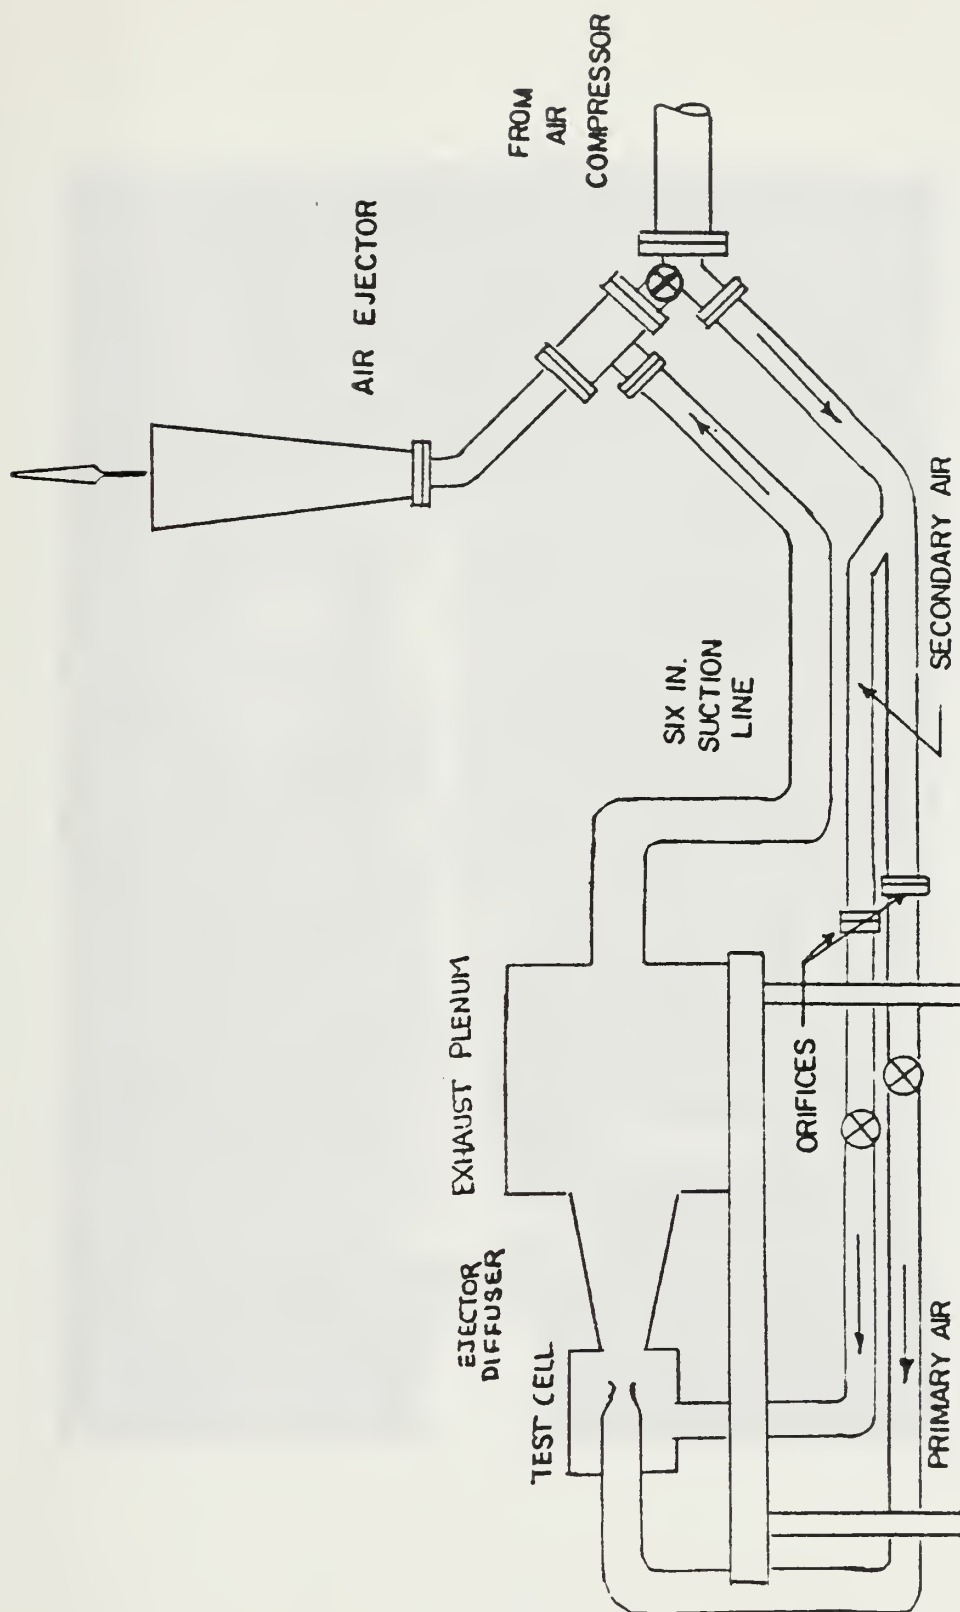 FROM
AIR
COMPRESSOR
AIR EJECTOR
SIX IN.
SUCTION
LINE
SECONDARY AIR
EXHAUST PLENUM
ORIFICES
EJECTOR
DIFFUSER
TEST CELL
PRIMARY AIR